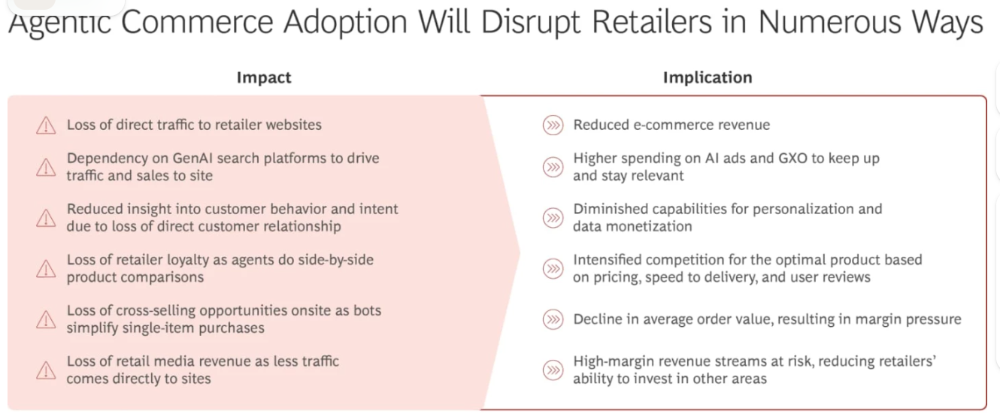 Agentic Commerce Adoption Will Disrupt Retailers in Numerous Ways
Impact
Implication
Loss of direct traffic to retailer websites
Reduced e-commerce revenue
Dependency on GenAI search platforms to drive
traffic and sales to site
Higher spending on AI ads and GXO to keep up
and stay relevant
Reduced insight into customer behavior and intent
due to loss of direct customer relationship
Diminished capabilities for personalization and
data monetization
Loss of retailer loyalty as agents do side-by-side
product comparisons
Intensified competition for the optimal product based
on pricing, speed to delivery, and user reviews
Loss of cross-selling opportunities onsite as bots
simplify single-item purchases
Decline in average order value, resulting in margin pressure
Loss of retail media revenue as less traffic
comes directly to sites
High-margin revenue streams at risk, reducing retailers’
ability to invest in other areas